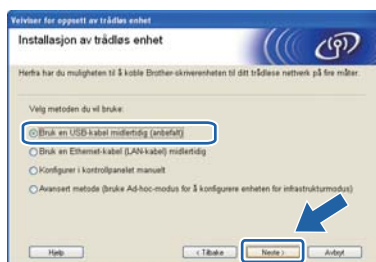 Veiviser for oppsett av trådløs enhet
Installasjon av trådløs enhet
Herfra har du muligheten til å koble Brother-skriverenheten til ditt trådløse nettverk på fire måter.
Velg metoden du vil bruke:
Bruk en USB-kabel midlertidig (anbefalt)
Bruk en Ethernet-kabel (LAN-kabel) midlertidig
Konfigurer i kontrollpanelet manuelt
Avansert metode (bruke Ad-hoc-modus for å konfigurere enheten for infrastrukturmodus)
Hjelp
< Tilbake
Neste >
Avbryt